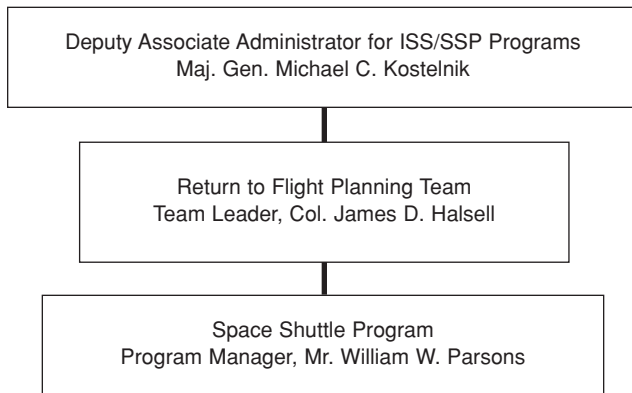 Deputy Associate Administrator for ISS/SSP Programs
Maj. Gen. Michael C. Kostelnik
Return to Flight Planning Team
Team Leader, Col. James D. Halsell
Space Shuttle Program
Program Manager, Mr. William W. Parsons